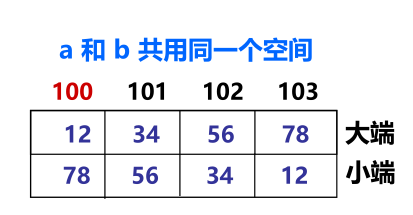 a 和 b 共用同一个空间
100 101 102 103
12 34 56 78 大端
78 56 34 12 小端